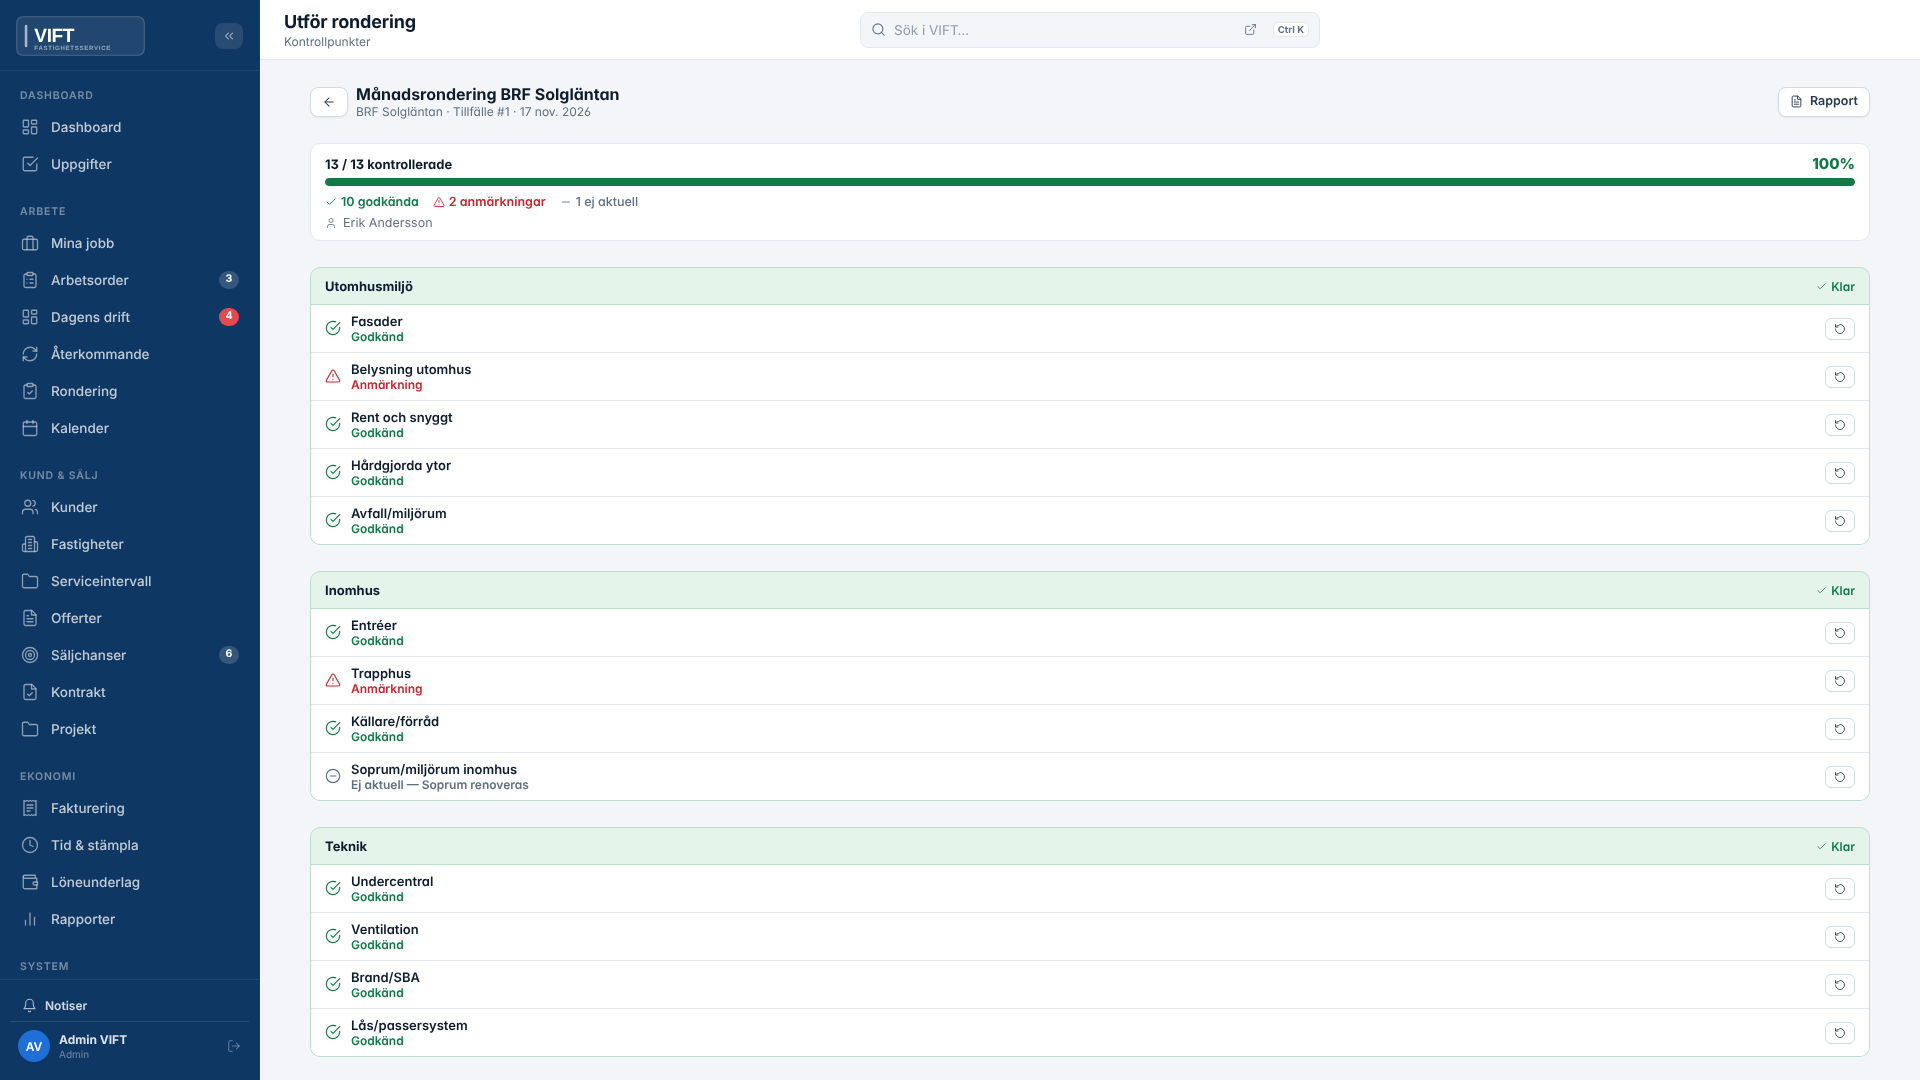 VIFT
FASTIGHETSSERVICE
DASHBOARD
Dashboard
Uppgifter
ARBETE
Mina jobb
Arbetsorder 3
Dagens drift 4
Återkommande
Rondering
Kalender
KUND & SÄLJ
Kunder
Fastigheter
Serviceintervall
Offerter
Säljchanser 6
Kontrakt
Projekt
EKONOMI
Fakturering
Tid & stämpla
Löneunderlag
Rapporter
SYSTEM
Notiser
AV Admin VIFT
Admin
Utför rondering
Kontrollpunkter
Sök i VIFT... Ctrl K
Månadsrondering BRF Solgläntan
BRF Solgläntan · Tillfälle #1 · 17 nov. 2026
Rapport
13 / 13 kontrollerade 100%
10 godkända 2 anmärkningar 1 ej aktuell
Erik Andersson
Utomhusmiljö Klar
Fasader
Godkänd
Belysning utomhus
Anmärkning
Rent och snyggt
Godkänd
Hårdgjorda ytor
Godkänd
Avfall/miljörum
Godkänd
Inomhus Klar
Entréer
Godkänd
Trapphus
Anmärkning
Källare/förråd
Godkänd
Soprum/miljörum inomhus
Ej aktuell — Soprum renoveras
Teknik Klar
Undercentral
Godkänd
Ventilation
Godkänd
Brand/SBA
Godkänd
Lås/passersystem
Godkänd